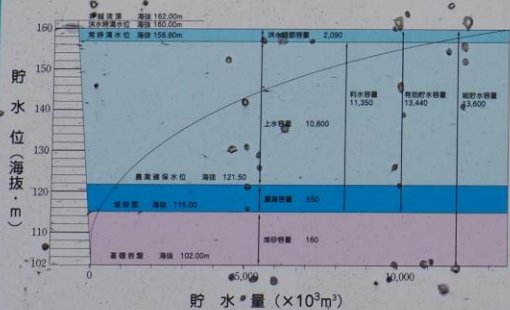 越流頂 海抜 162.00m
洪水時満水位 海抜 160.00m
常時満水位 海抜 156.80m
洪水調節容量 2,090
160
150
140
130
120
110
102
貯水位(海抜・m)
利水容量
11,350
有効貯水容量
13,440
総貯水容量
13,600
上水容量 10,800
農業確保水位 海抜 121.50
農業容量 550
堆砂面 海抜 115.00
堆砂容量 160
基礎岩盤 海抜 102.00m
0
5,000
10,000
貯水量(×10³m³)